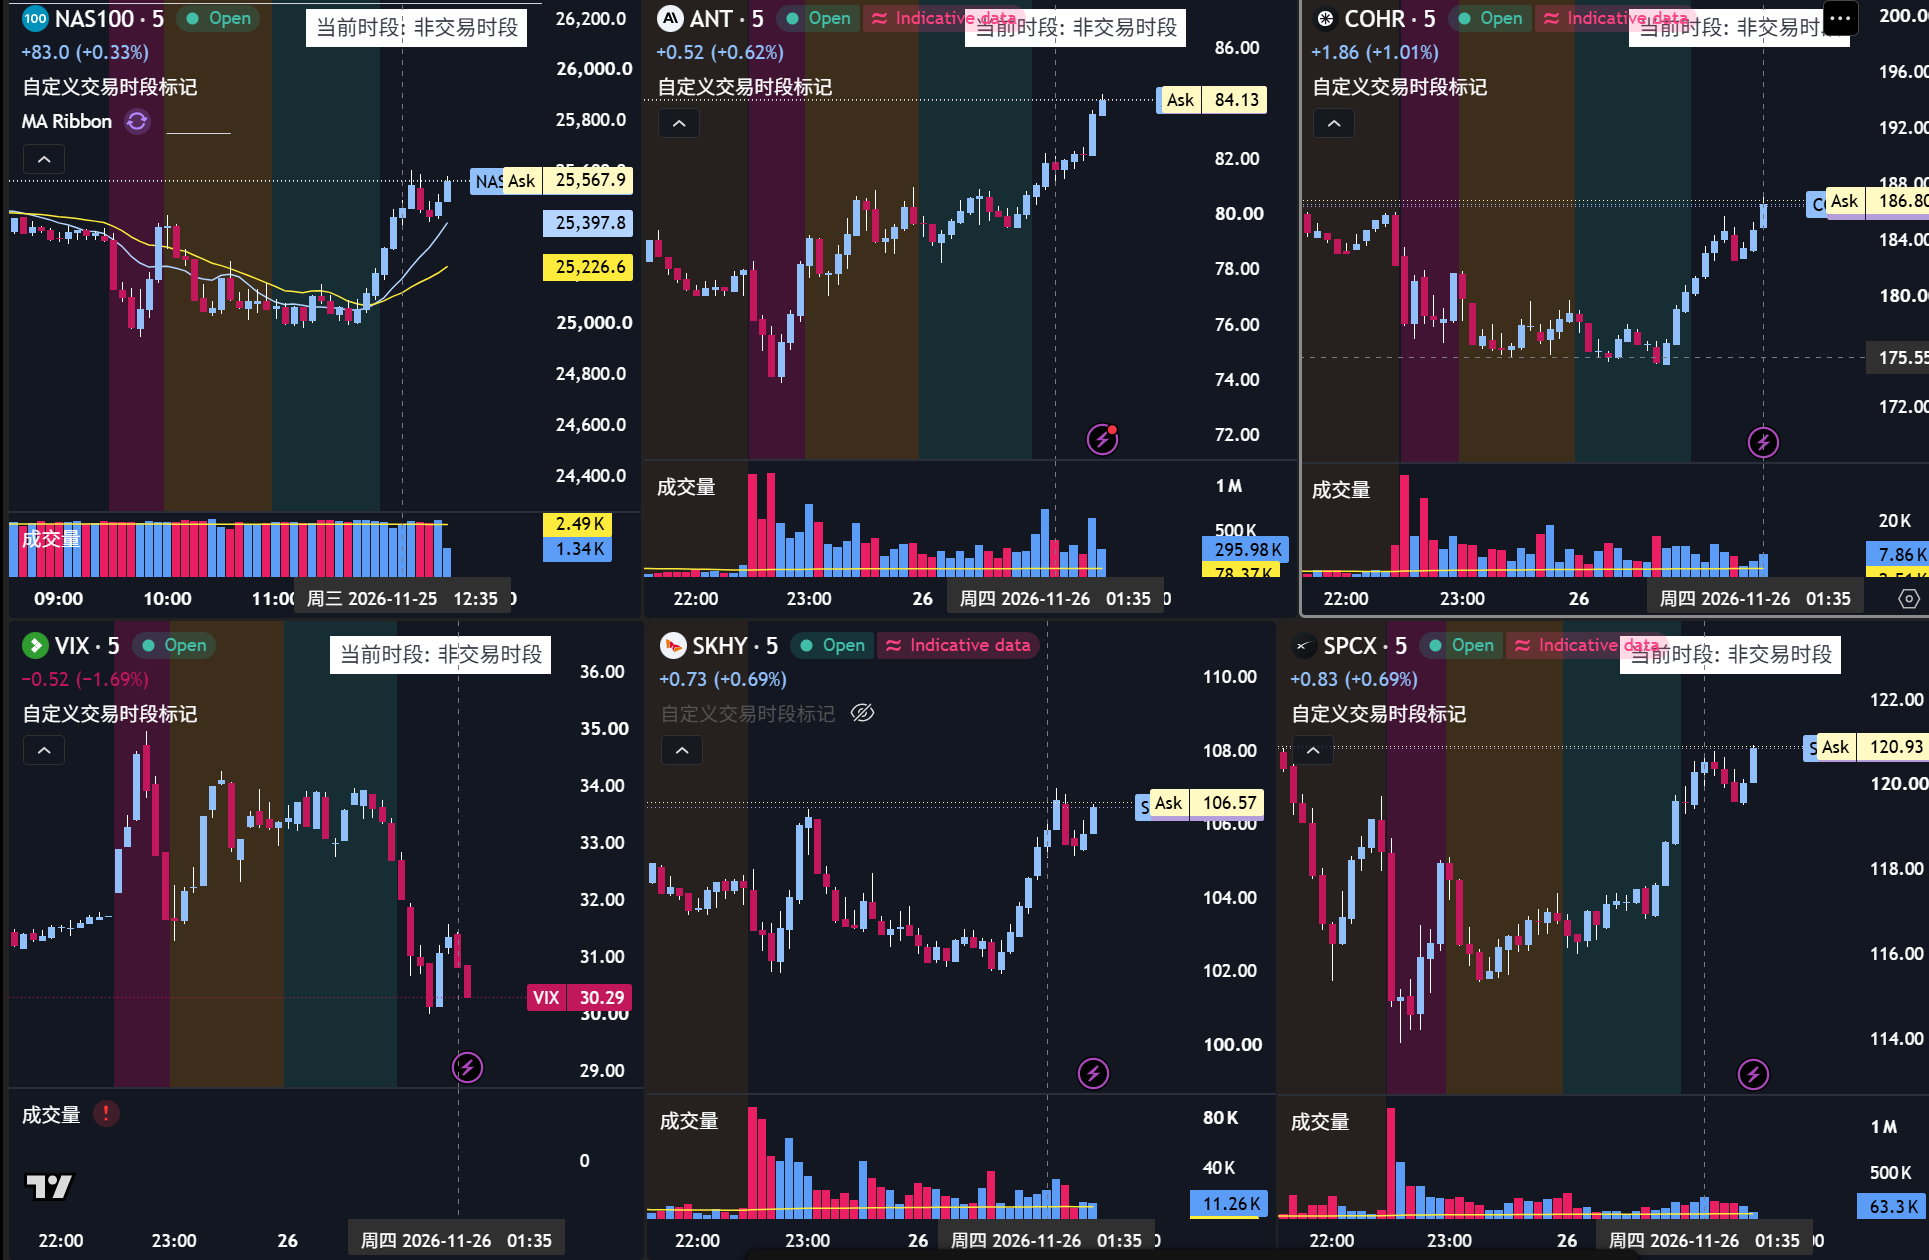 NAS100 · 5 Open
当前时段: 非交易时段
+83.0 (+0.33%)
自定义交易时段标记
MA Ribbon
26,200.0
26,000.0
25,800.0
NAS Ask 25,567.9
25,397.8
25,226.6
25,000.0
24,800.0
24,600.0
24,400.0
成交量
2.49 K
1.34 K
09:00 10:00 11:00 周三 2026-11-25 12:35
ANT · 5 Open Indicative data
当前时段: 非交易时段
+0.52 (+0.62%)
自定义交易时段标记
86.00
Ask 84.13
82.00
80.00
78.00
76.00
74.00
72.00
成交量
1 M
500 K
295.98 K
78.37 K
22:00 23:00 26 周四 2026-11-26 01:35
COHR · 5 Open Indicative data
当前时段: 非交易时
+1.86 (+1.01%)
自定义交易时段标记
200.0
196.00
192.00
188.00
Ask 186.80
184.00
180.0
175.55
172.00
成交量
20 K
7.86 K
22:00 23:00 26 周四 2026-11-26 01:35
VIX · 5 Open
当前时段: 非交易时段
−0.52 (−1.69%)
自定义交易时段标记
36.00
35.00
34.00
33.00
32.00
31.00
VIX 30.29
30.00
29.00
成交量 !
0
22:00 23:00 26 周四 2026-11-26 01:35
SKHY · 5 Open Indicative data
+0.73 (+0.69%)
自定义交易时段标记
110.00
108.00
S Ask 106.57
106.00
104.00
102.00
100.00
成交量
80 K
40 K
11.26 K
22:00 23:00 26 周四 2026-11-26 01:35
SPCX · 5 Open Indicative data
当前时段: 非交易时段
+0.83 (+0.69%)
自定义交易时段标记
122.00
S Ask 120.93
120.00
118.00
116.00
114.00
成交量
1 M
500 K
63.3 K
22:00 23:00 26 周四 2026-11-26 01:35